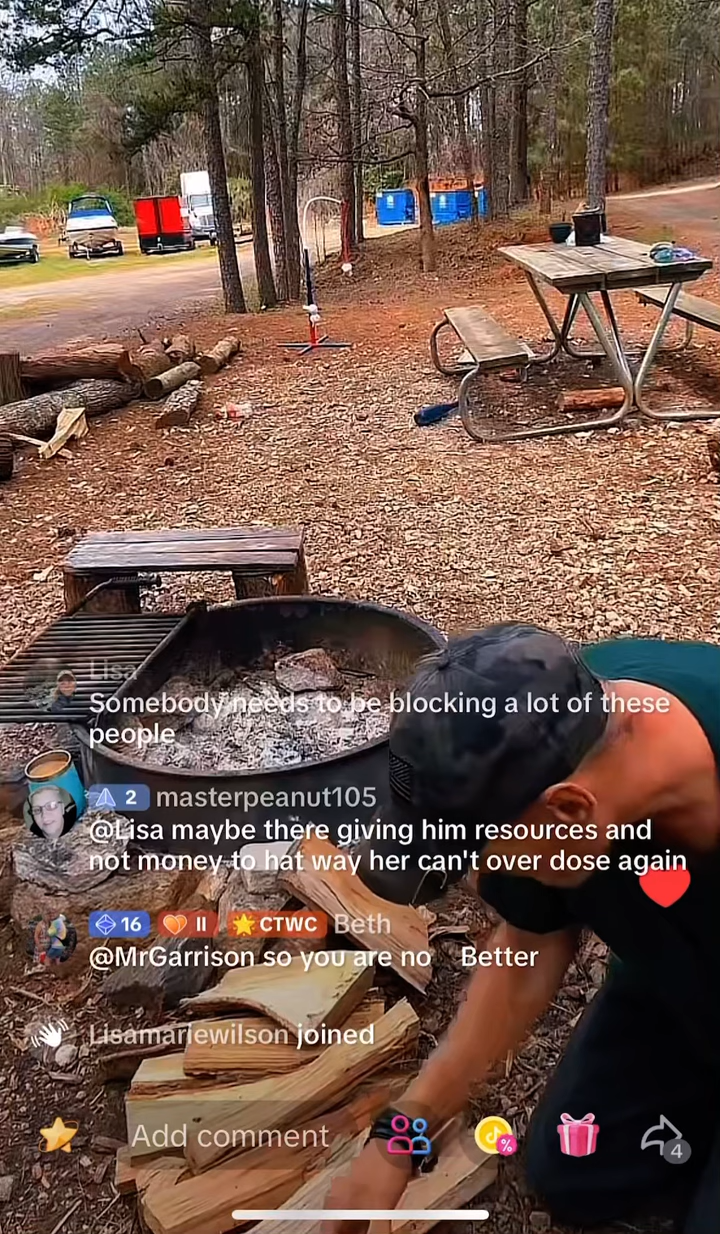 Lisa
Somebody needs to be blocking a lot of these
people
2 masterpeanut105
@Lisa maybe there giving him resources and
not money to hat way her can't over dose again
16 II CTWC Beth
@MrGarrison so you are no Better
Lisamariewilson joined
Add comment
%
4